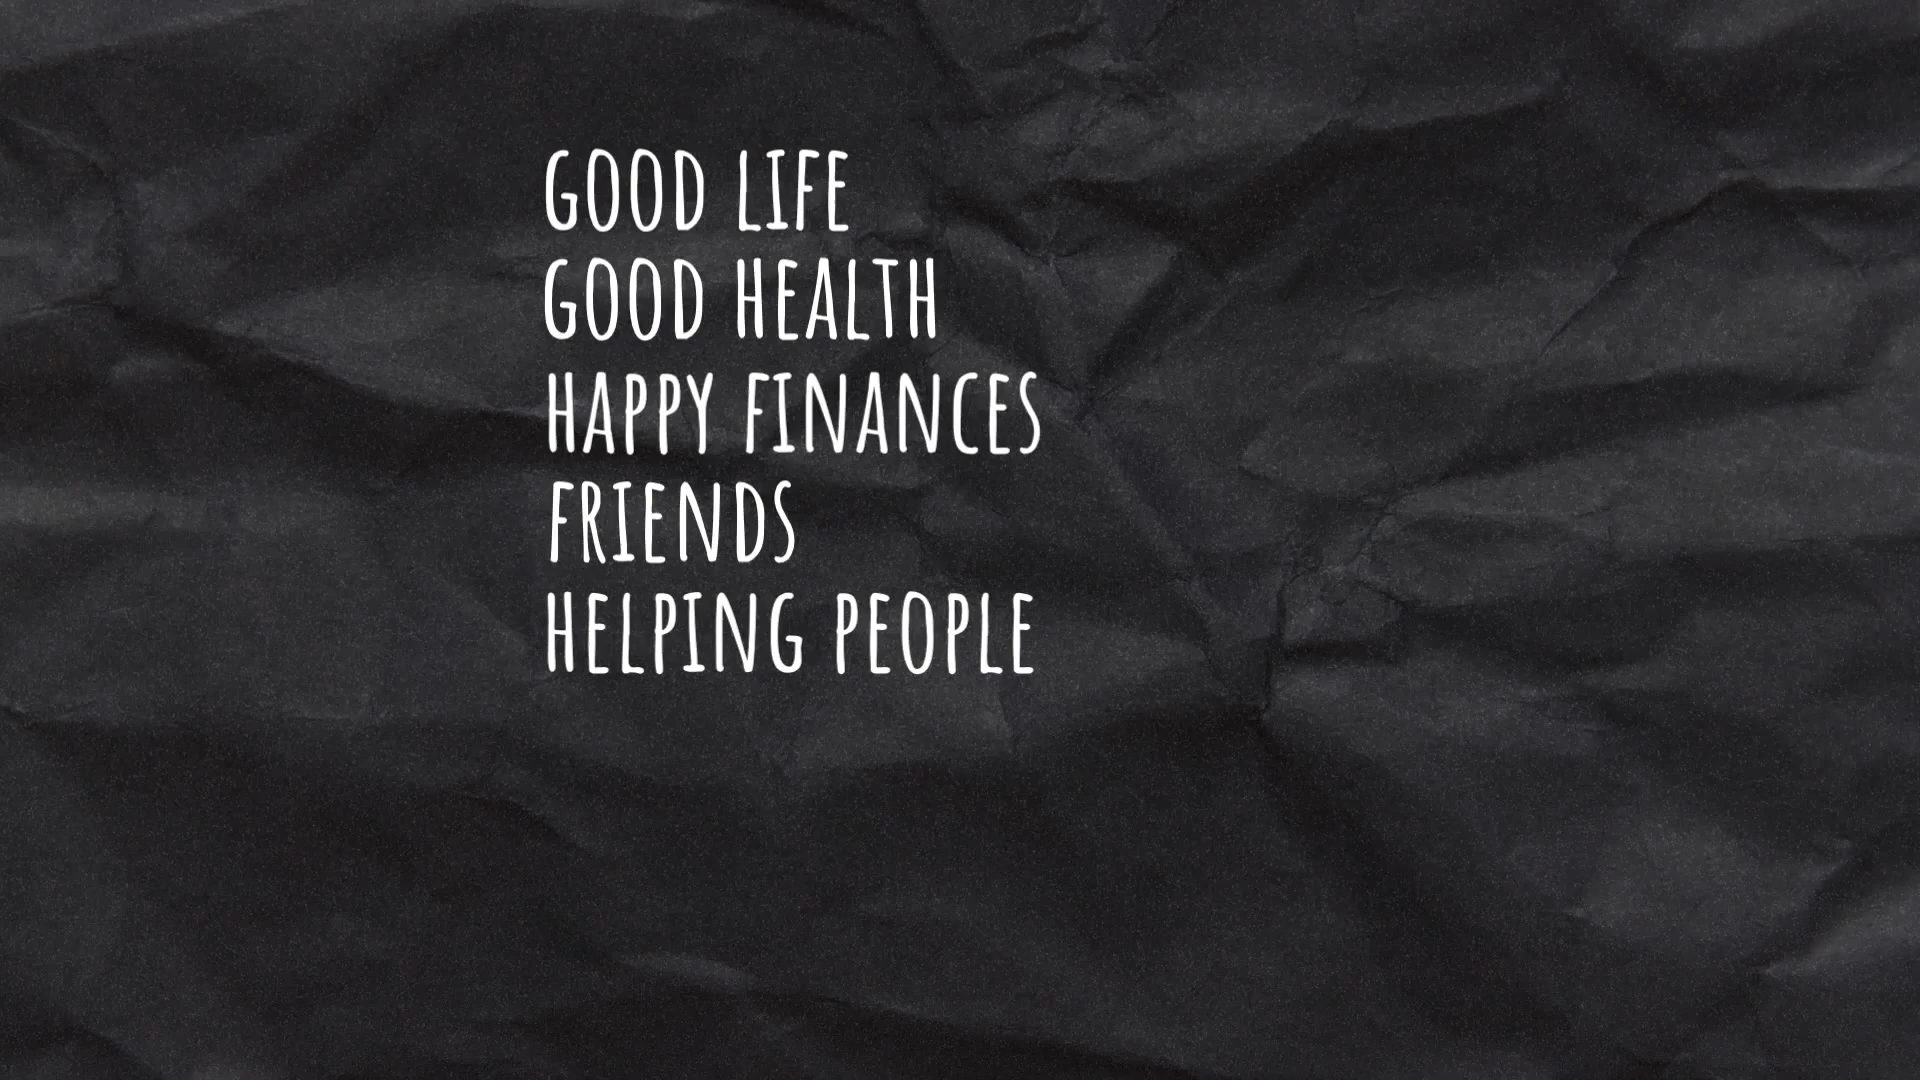 GOOD LIFE
GOOD HEALTH
HAPPY FINANCES
FRIENDS
HELPING PEOPLE